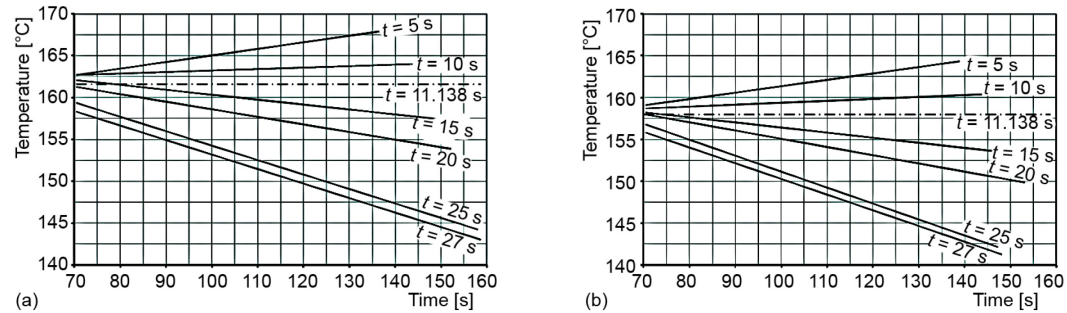 170
165
160
155
150
145
140
Temperature [°C]
70 80 90 100 110 120 130 140 150 160
Time [s]
t = 5 s
t = 10 s
t = 11.138 s
t = 15 s
t = 20 s
t = 25 s
t = 27 s
(a)
170
165
160
155
150
145
140
Temperature [°C]
70 80 90 100 110 120 130 140 150 160
Time [s]
t = 5 s
t = 10 s
t = 11.138 s
t = 15 s
t = 20 s
t = 25 s
t = 27 s
(b)